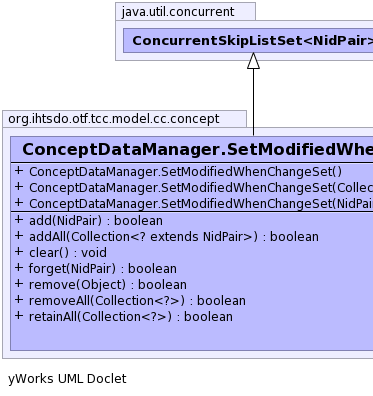 java.util.concurrent
ConcurrentSkipListSet<NidPair>
org.ihtsdo.otf.tcc.model.cc.concept
ConceptDataManager.SetModifiedWhe
+ ConceptDataManager.SetModifiedWhenChangeSet()
+ ConceptDataManager.SetModifiedWhenChangeSet(Collec
+ ConceptDataManager.SetModifiedWhenChangeSet(NidPai
+ add(NidPair) : boolean
+ addAll(Collection<? extends NidPair>) : boolean
+ clear() : void
+ forget(NidPair) : boolean
+ remove(Object) : boolean
+ removeAll(Collection<?>) : boolean
+ retainAll(Collection<?>) : boolean
yWorks UML Doclet